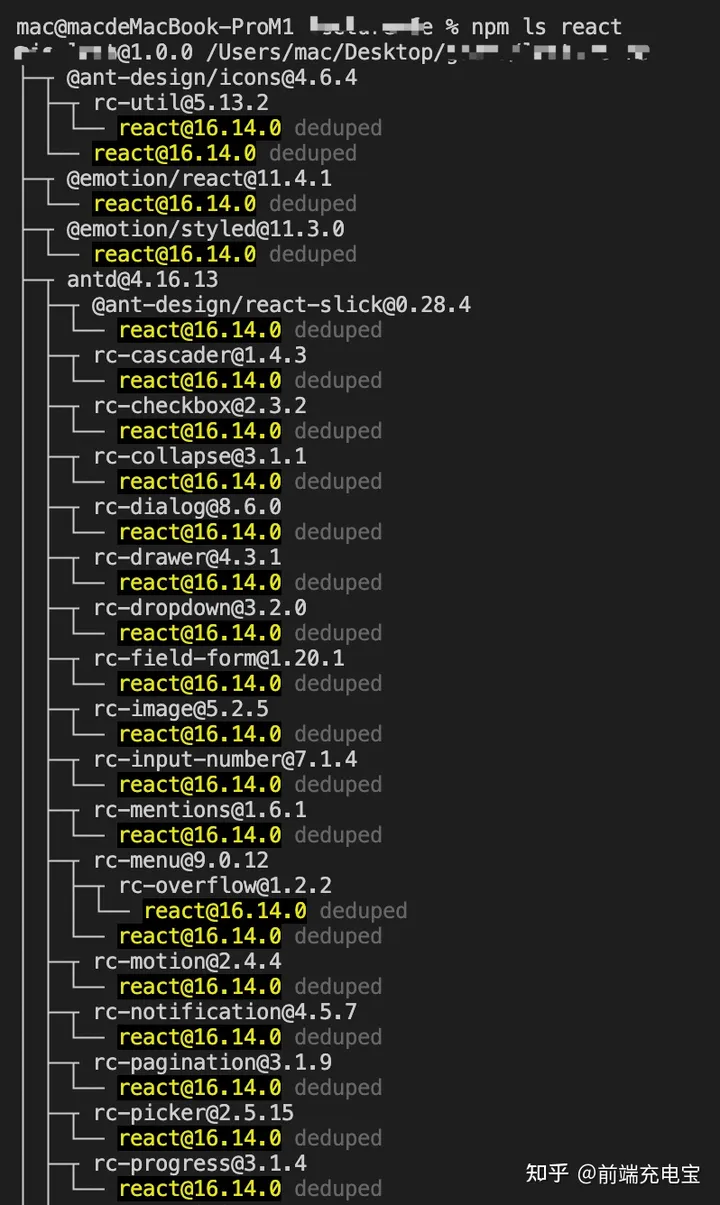 mac@macdeMacBook-ProM1 % npm ls react
@1.0.0 /Users/mac/Desktop/
├─┬ @ant-design/icons@4.6.4
│ ├─┬ rc-util@5.13.2
│ │ └── react@16.14.0 deduped
│ └── react@16.14.0 deduped
├─┬ @emotion/react@11.4.1
│ └── react@16.14.0 deduped
├─┬ @emotion/styled@11.3.0
│ └── react@16.14.0 deduped
├─┬ antd@4.16.13
│ ├─┬ @ant-design/react-slick@0.28.4
│ │ └── react@16.14.0 deduped
│ ├─┬ rc-cascader@1.4.3
│ │ └── react@16.14.0 deduped
│ ├─┬ rc-checkbox@2.3.2
│ │ └── react@16.14.0 deduped
│ ├─┬ rc-collapse@3.1.1
│ │ └── react@16.14.0 deduped
│ ├─┬ rc-dialog@8.6.0
│ │ └── react@16.14.0 deduped
│ ├─┬ rc-drawer@4.3.1
│ │ └── react@16.14.0 deduped
│ ├─┬ rc-dropdown@3.2.0
│ │ └── react@16.14.0 deduped
│ ├─┬ rc-field-form@1.20.1
│ │ └── react@16.14.0 deduped
│ ├─┬ rc-image@5.2.5
│ │ └── react@16.14.0 deduped
│ ├─┬ rc-input-number@7.1.4
│ │ └── react@16.14.0 deduped
│ ├─┬ rc-mentions@1.6.1
│ │ └── react@16.14.0 deduped
│ ├─┬ rc-menu@9.0.12
│ │ ├─┬ rc-overflow@1.2.2
│ │ │ └── react@16.14.0 deduped
│ │ └── react@16.14.0 deduped
│ ├─┬ rc-motion@2.4.4
│ │ └── react@16.14.0 deduped
│ ├─┬ rc-notification@4.5.7
│ │ └── react@16.14.0 deduped
│ ├─┬ rc-pagination@3.1.9
│ │ └── react@16.14.0 deduped
│ ├─┬ rc-picker@2.5.15
│ │ └── react@16.14.0 deduped
│ ├─┬ rc-progress@3.1.4
│ │ └── react@16.14.0 deduped
知乎 @前端充电宝